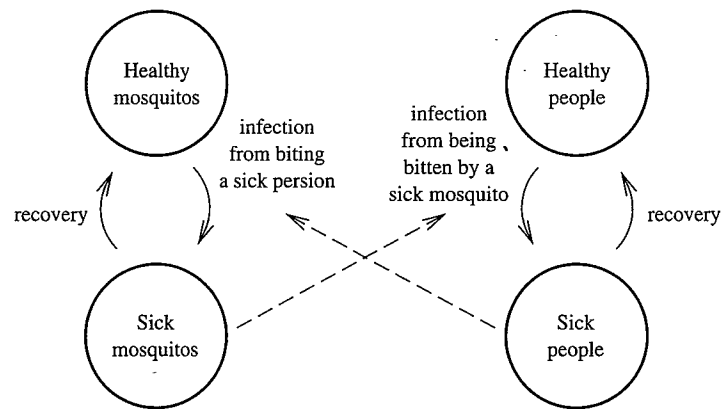 Healthy
mosquitos
Healthy
people
infection
from biting
a sick persion
infection
from being
bitten by a
sick mosquito
recovery
recovery
Sick
mosquitos
Sick
people